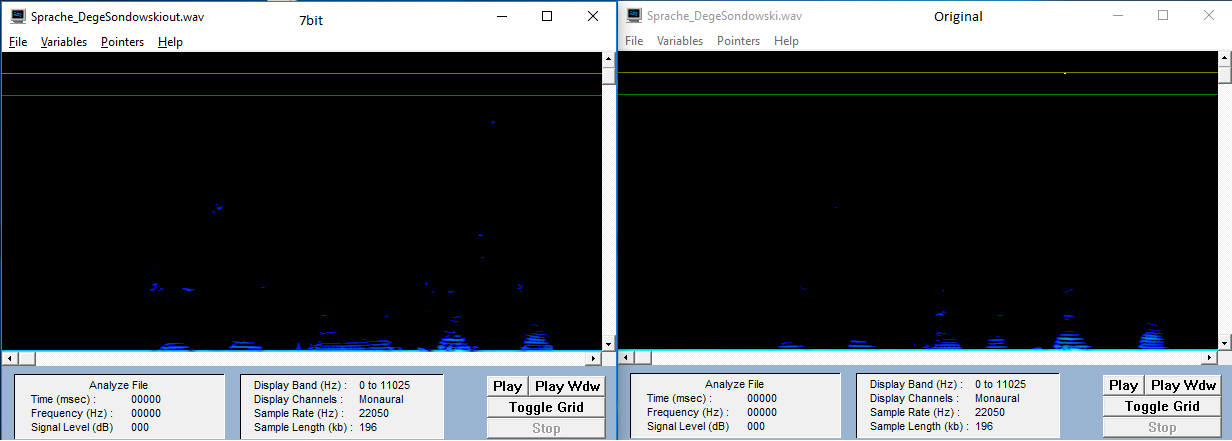 Sprache_DegeSondowskiout.wav
7bit
File Variables Pointers Help
Analyze File
Time (msec) : 00000
Frequency (Hz) : 00000
Signal Level (dB) 000
Display Band (Hz) : 0 to 11025
Display Channels : Monaural
Sample Rate (Hz) : 22050
Sample Length (kb) : 196
Play Play Wdw
Toggle Grid
Stop
Sprache_DegeSondowski.wav
Original
File Variables Pointers Help
Analyze File
Time (msec) : 00000
Frequency (Hz) : 00000
Signal Level (dB) 000
Display Band (Hz) : 0 to 11025
Display Channels : Monaural
Sample Rate (Hz) : 22050
Sample Length (kb) : 196
Play Play Wdw
Toggle Grid
Stop